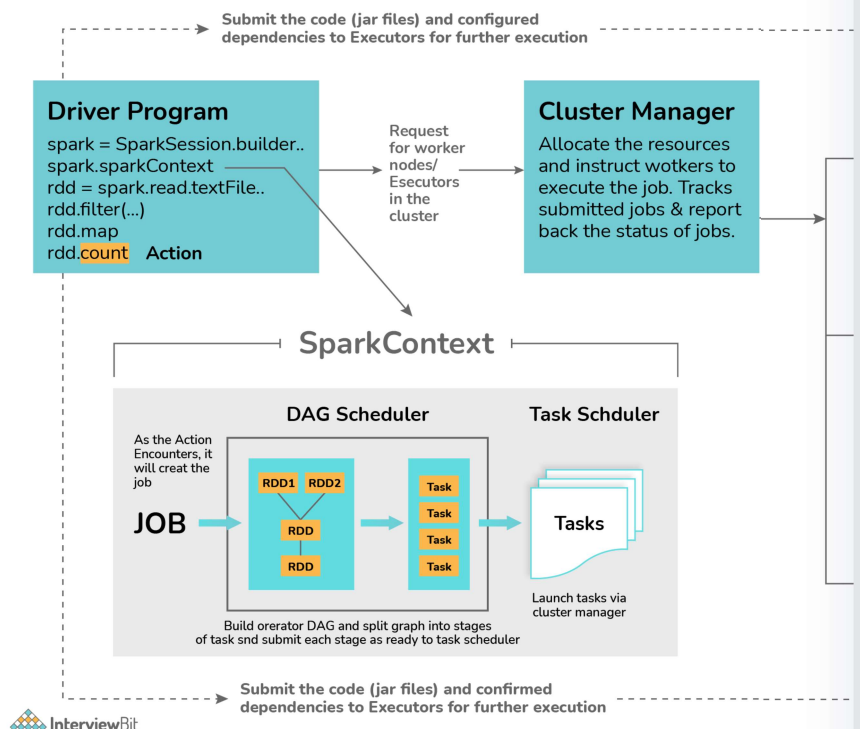 Submit the code (jar files) and configured
dependencies to Executors for further execution
Driver Program
spark = SparkSession.builder..
spark.sparkContext
rdd = spark.read.textFile..
rdd.filter(...)
rdd.map
rdd.count Action
Request
for worker
nodes/
Esecutors
in the
cluster
Cluster Manager
Allocate the resources
and instruct wotkers to
execute the job. Tracks
submitted jobs & report
back the status of jobs.
SparkContext
DAG Scheduler
Task Schduler
As the Action
Encounters, it
will creat the
job
JOB
RDD1 RDD2
RDD
RDD
Task
Task
Task
Task
Tasks
Build orerator DAG and split graph into stages
of task snd submit each stage as ready to task scheduler
Launch tasks via
cluster manager
Submit the code (jar files) and confirmed
dependencies to Executors for further execution
InterviewBit